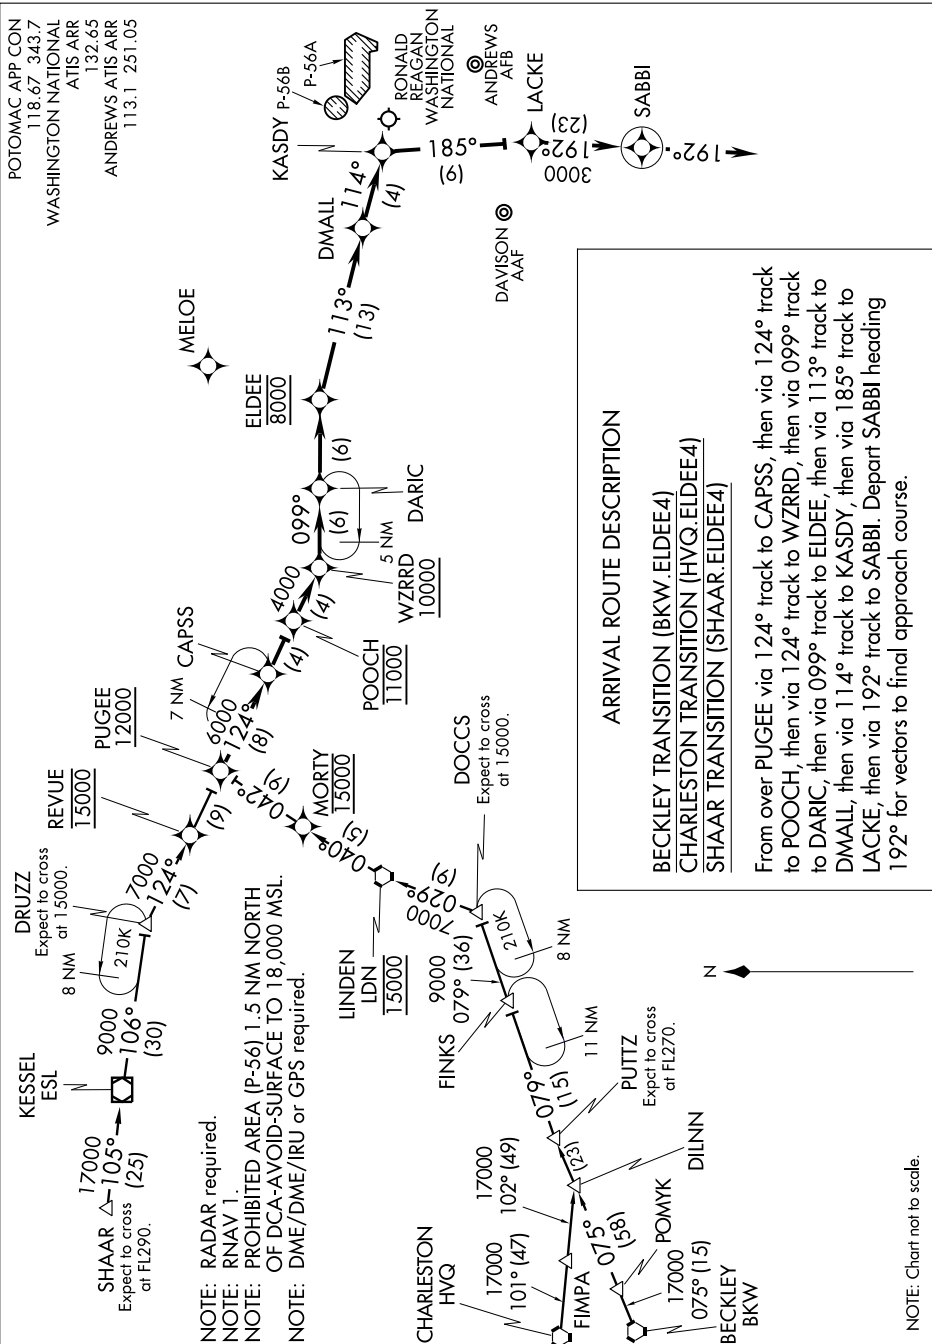 POTOMAC APP CON
118.67 343.7
WASHINGTON NATIONAL
ATIS ARR
132.65
ANDREWS ATIS ARR
113.1 251.05
KASDY
P-56B
P-56A
RONALD
REAGAN
WASHINGTON
NATIONAL
ANDREWS
AFB
LACKE
SABBI
185°
(9)
192°
(23)
3000
192°
114°
(4)
DMALL
DAVISON
AAF
113°
(13)
MELOE
ELDEE
8000
(6)
DARIC
099°
(6)
5 NM
WZRRD
10000
4000
(4)
POOCH
11000
(4)
CAPSS
7 NM
6000
124°
(8)
PUGEE
12000
REVUE
15000
(9)
DRUZZ
Expect to cross
at 15000.
7000
124°
(7)
8 NM
210K
9000
106°
(30)
KESSEL
ESL
17000
105°
(25)
SHAAR
Expect to cross
at FL290.
042°
(9)
MORTY
15000
040°
(5)
LINDEN
LDN
15000
029°
(9)
7000
DOCCS
Expect to cross
at 15000.
210K
8 NM
9000
079° (36)
FINKS
11 NM
079°
(15)
PUTTZ
Expct to cross
at FL270.
(23)
DILNN
17000
102° (49)
17000
101° (47)
FIMPA
CHARLESTON
HVQ
075°
(58)
POMYK
17000
075° (15)
BECKLEY
BKW
N
NOTE: RADAR required.
NOTE: RNAV 1.
NOTE: PROHIBITED AREA (P-56) 1.5 NM NORTH
OF DCA-AVOID-SURFACE TO 18,000 MSL.
NOTE: DME/DME/IRU or GPS required.
ARRIVAL ROUTE DESCRIPTION
BECKLEY TRANSITION (BKW.ELDEE4)
CHARLESTON TRANSITION (HVQ.ELDEE4)
SHAAR TRANSITION (SHAAR.ELDEE4)
From over PUGEE via 124° track to CAPSS, then via 124° track
to POOCH, then via 124° track to WZRRD, then via 099° track
to DARIC, then via 099° track to ELDEE, then via 113° track to
DMALL, then via 114° track to KASDY, then via 185° track to
LACKE, then via 192° track to SABBI. Depart SABBI heading
192° for vectors to final approach course.
NOTE: Chart not to scale.